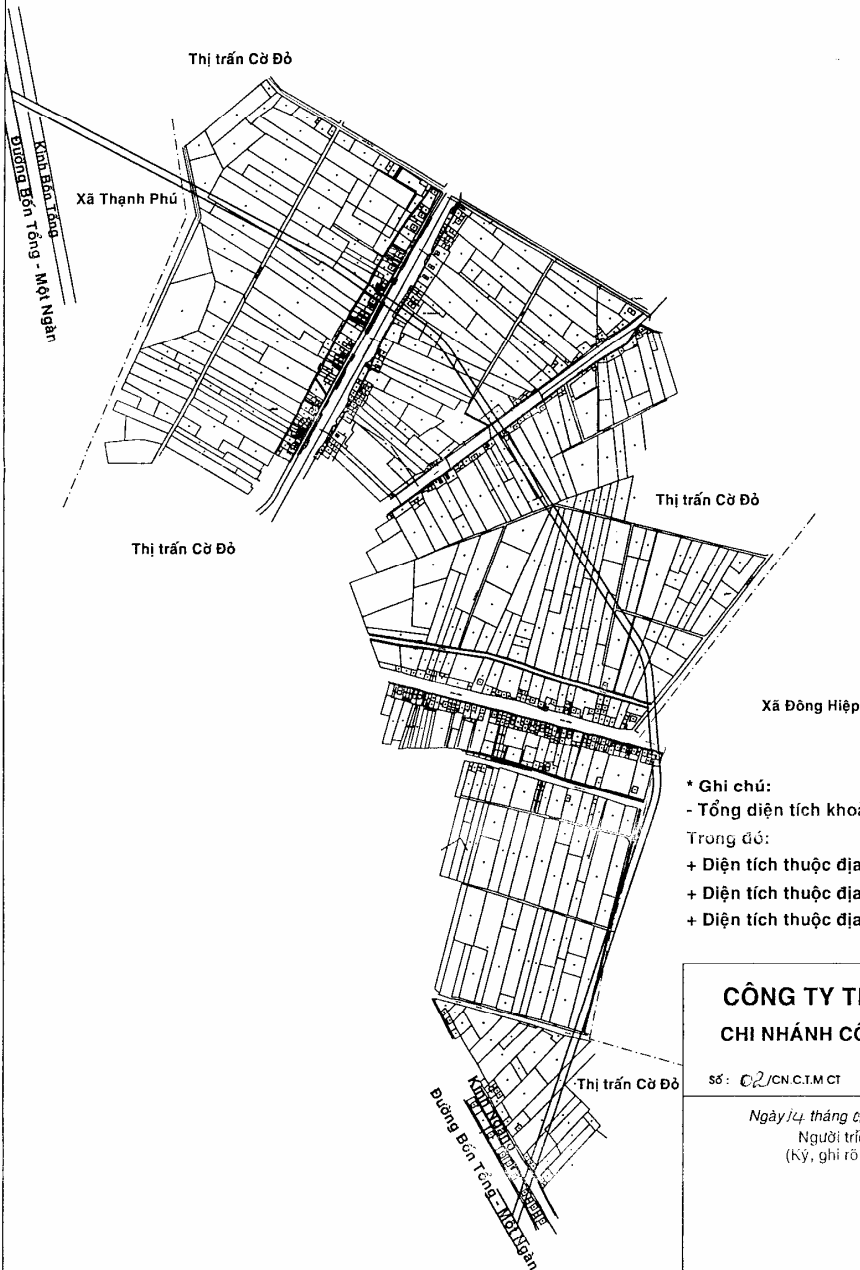 Thị trấn Cờ Đỏ
Kinh Bốn Tổng
Đường Bốn Tổng - Một Ngàn
Xã Thạnh Phú
Thị trấn Cờ Đỏ
Thị trấn Cờ Đỏ
Xã Đông Hiệp
* Ghi chú:
- Tổng diện tích khoả
Trong đó:
+ Diện tích thuộc địa
+ Diện tích thuộc địa
+ Diện tích thuộc địa
CÔNG TY T
CHI NHÁNH CÔ
Số: 02/CN.C.T.M CT
Thị trấn Cờ Đỏ
Ngày 14 tháng
Người trí
(Ký, ghi rõ
Kinh Ngang
Đường Bốn Tổng - Một Ngàn